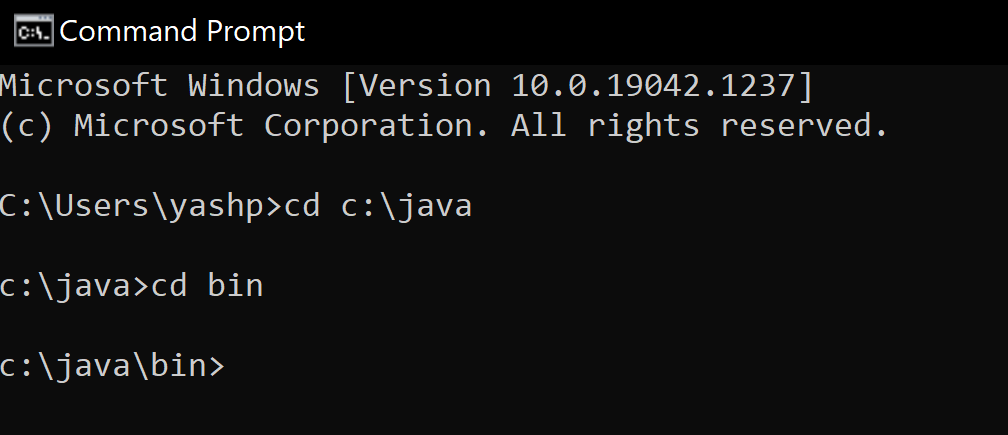 C:\.
Command Prompt
Microsoft Windows [Version 10.0.19042.1237]
(c) Microsoft Corporation. All rights reserved.
C:\Users\yashp>cd c:\java
c:\java>cd bin
c:\java\bin>